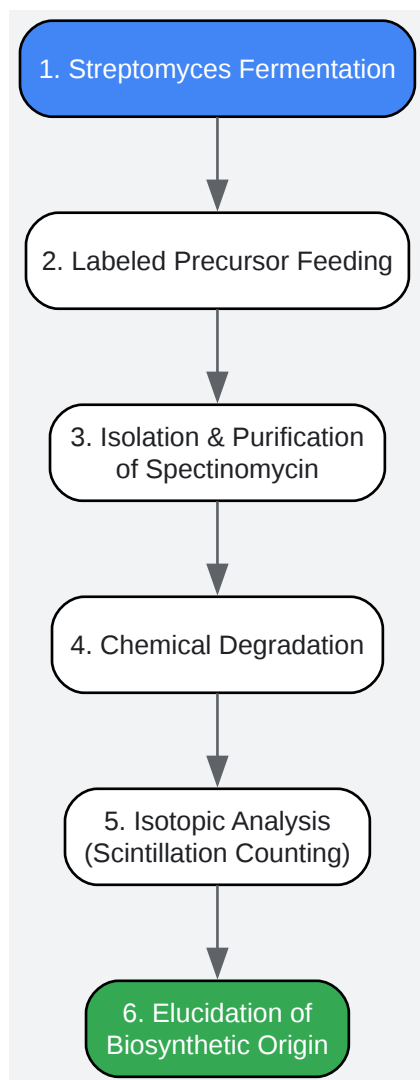 1. Streptomyces Fermentation
2. Labeled Precursor Feeding
3. Isolation & Purification
of Spectinomycin
4. Chemical Degradation
5. Isotopic Analysis
(Scintillation Counting)
6. Elucidation of
Biosynthetic Origin